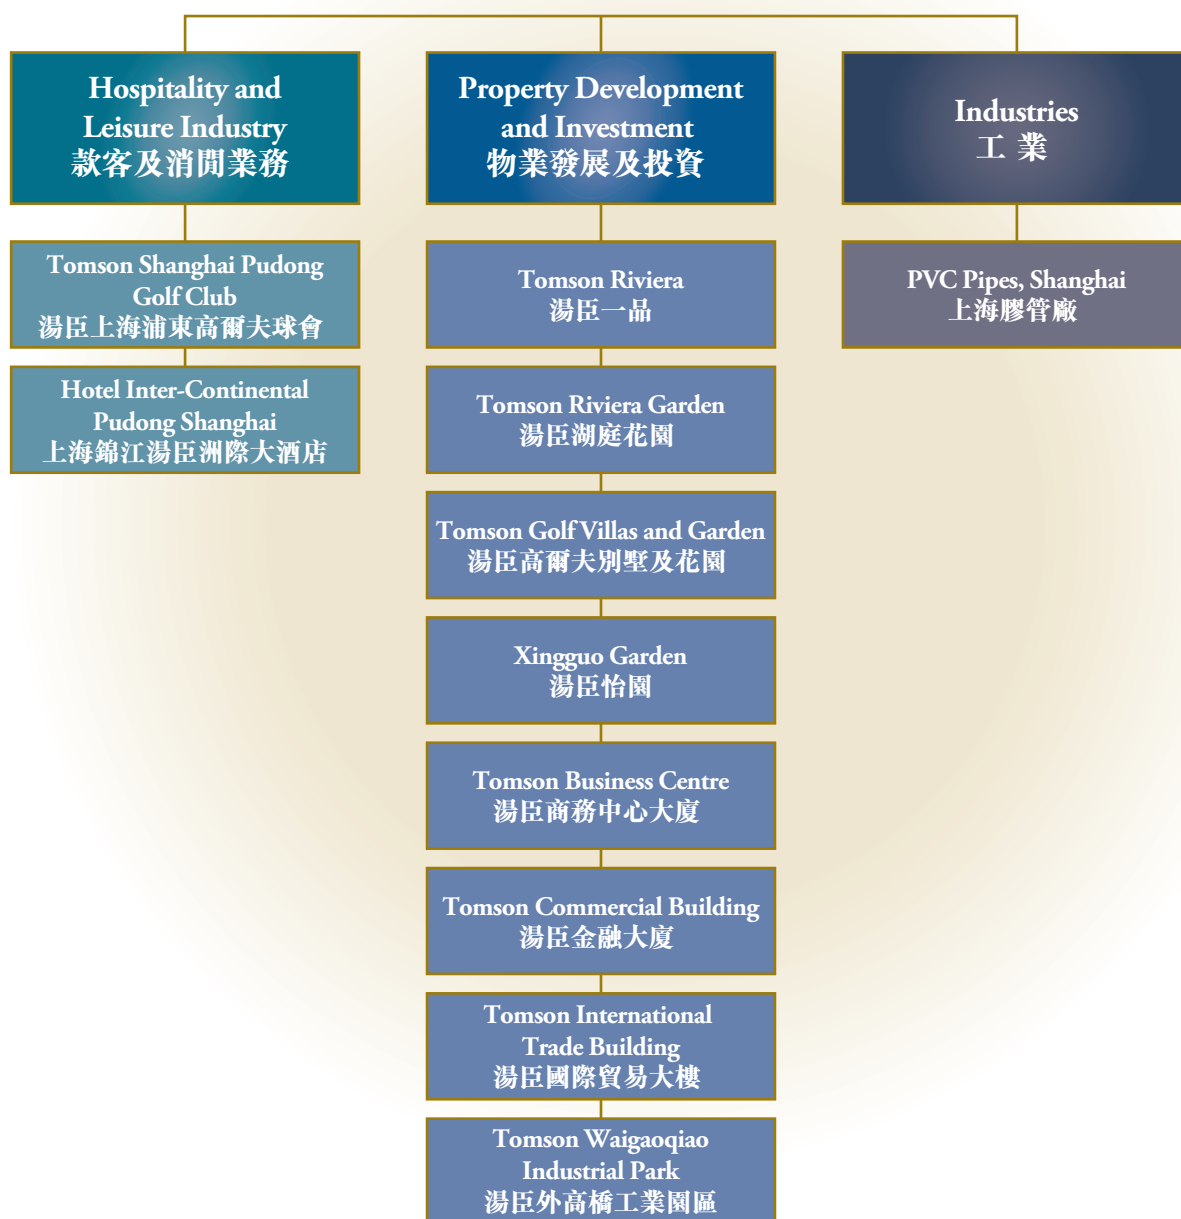 Hospitality and
Leisure Industry
款客及消閒業務
Tomson Shanghai Pudong
Golf Club
湯臣上海浦東高爾夫球會
Hotel Inter-Continental
Pudong Shanghai
上海錦江湯臣洲際大酒店
Property Development
and Investment
物業發展及投資
Tomson Riviera
湯臣一品
Tomson Riviera Garden
湯臣湖庭花園
Tomson Golf Villas and Garden
湯臣高爾夫別墅及花園
Xingguo Garden
湯臣怡園
Tomson Business Centre
湯臣商務中心大廈
Tomson Commercial Building
湯臣金融大廈
Tomson International
Trade Building
湯臣國際貿易大樓
Tomson Waigaoqiao
Industrial Park
湯臣外高橋工業園區
Industries
工 業
PVC Pipes, Shanghai
上海膠管廠